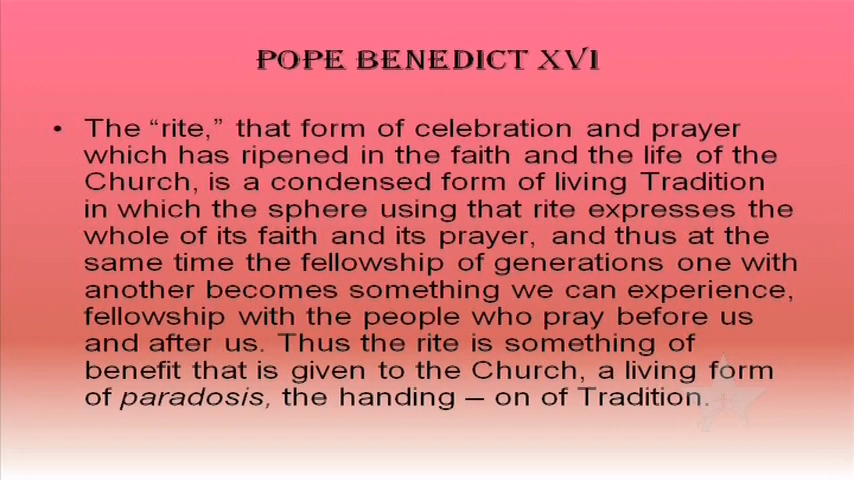 POPE BENEDICT XVI
• The “rite,” that form of celebration and prayer
which has ripened in the faith and the life of the
Church, is a condensed form of living Tradition
in which the sphere using that rite expresses the
whole of its faith and its prayer, and thus at the
same time the fellowship of generations one with
another becomes something we can experience,
fellowship with the people who pray before us
and after us. Thus the rite is something of
benefit that is given to the Church, a living form
of paradosis, the handing – on of Tradition.